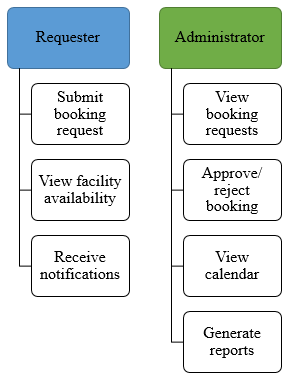 Requester
Submit
booking
request
View facility
availability
Receive
notifications
Administrator
View
booking
requests
Approve/
reject
booking
View
calendar
Generate
reports